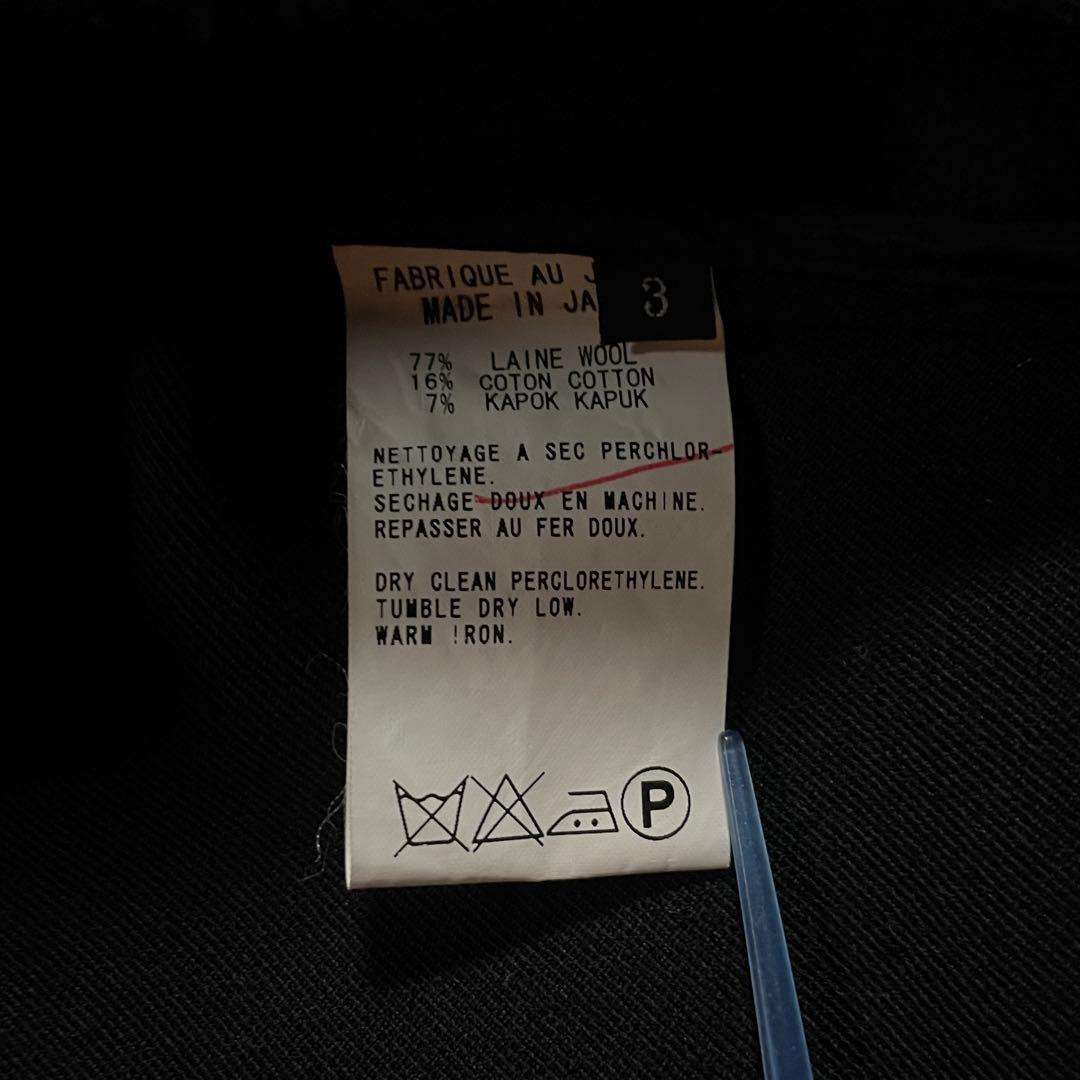 FABRIQUE AU J
MADE IN JA
3
77% LAINE WOOL
16% COTON COTTON
7% KAPOK KAPUK
NETTOYAGE A SEC PERCHLOR-
ETHYLENE.
SECHAGE DOUX EN MACHINE.
REPASSER AU FER DOUX.
DRY CLEAN PERCLORETHYLENE.
TUMBLE DRY LOW.
WARM !RON.
P